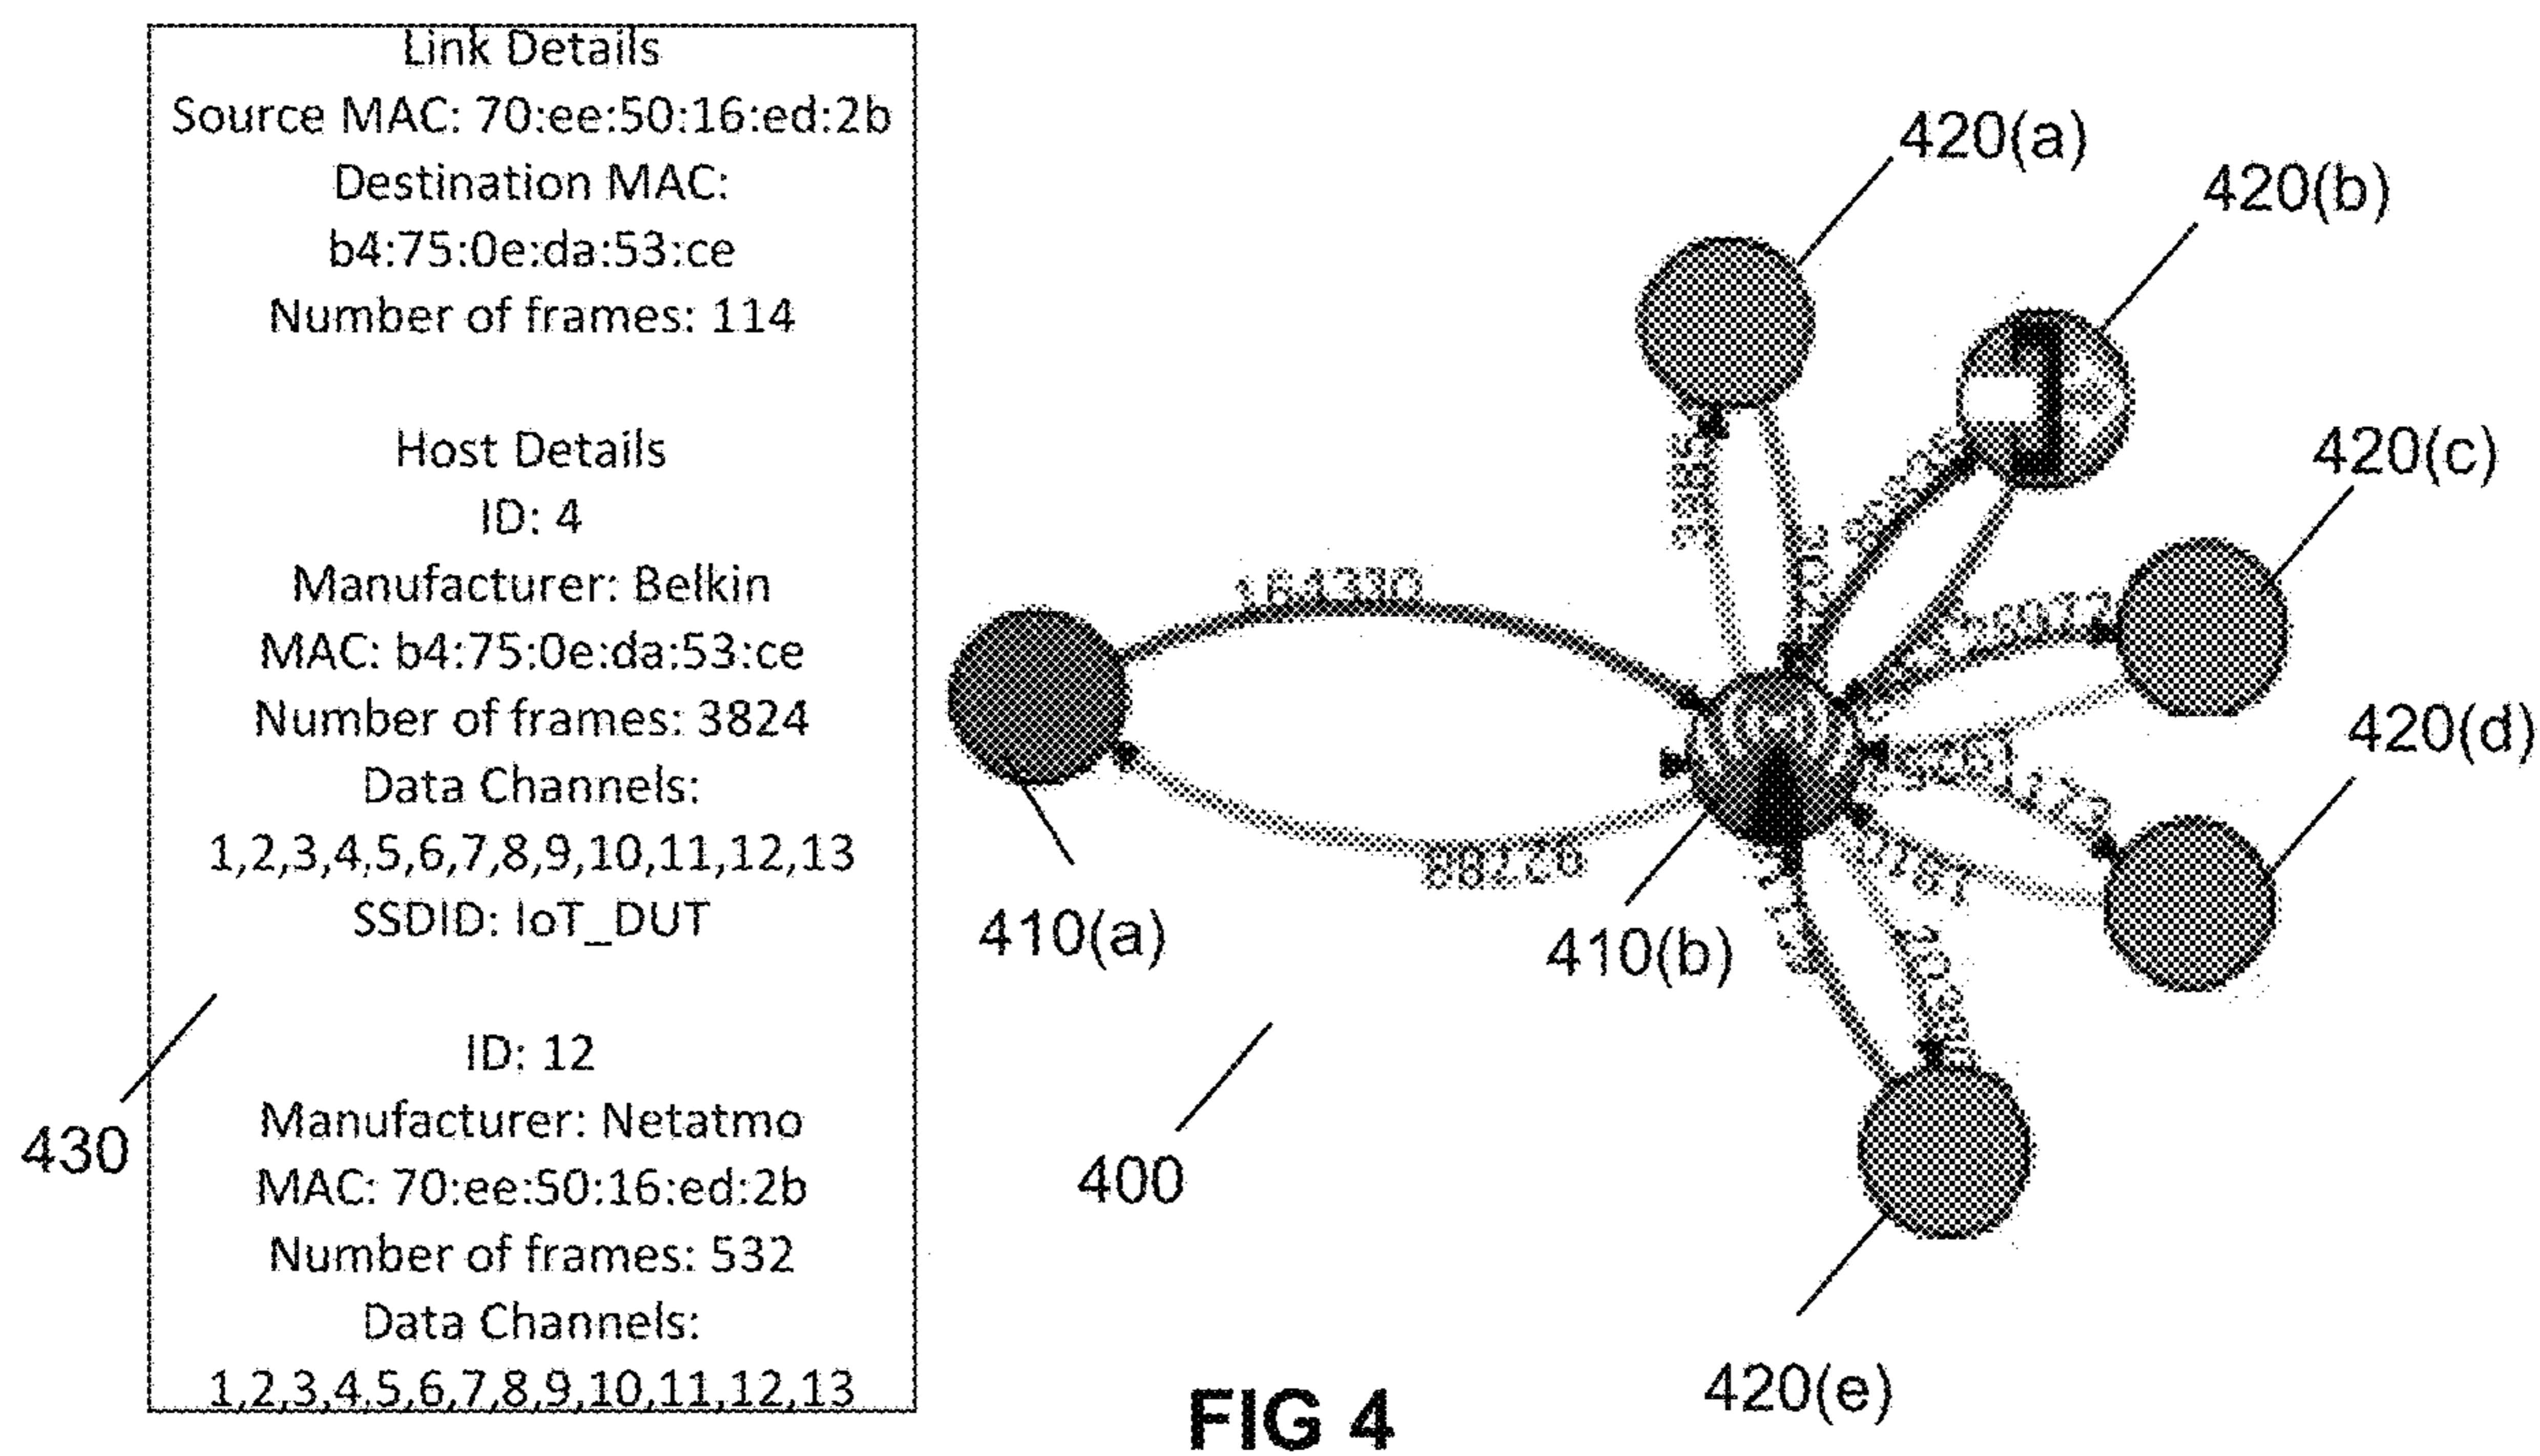 Link Details
Source MAC: 70:ee:50:16:ed:2b
Destination MAC:
b4:75:0e:da:53:ce
Number of frames: 114
Host Details
ID: 4
Manufacturer: Belkin
MAC: b4:75:0e:da:53:ce
Number of frames: 3824
Data Channels:
1,2,3,4,5,6,7,8,9,10,11,12,13
SSDID: IoT_DUT
ID: 12
Manufacturer: Netatmo
MAC: 70:ee:50:16:ed:2b
Number of frames: 532
Data Channels:
1,2,3,4,5,6,7,8,9,10,11,12,13
430
420(a)
420(b)
420(c)
420(d)
164330
410(a)
410(b)
400
420(e)
FIG 4